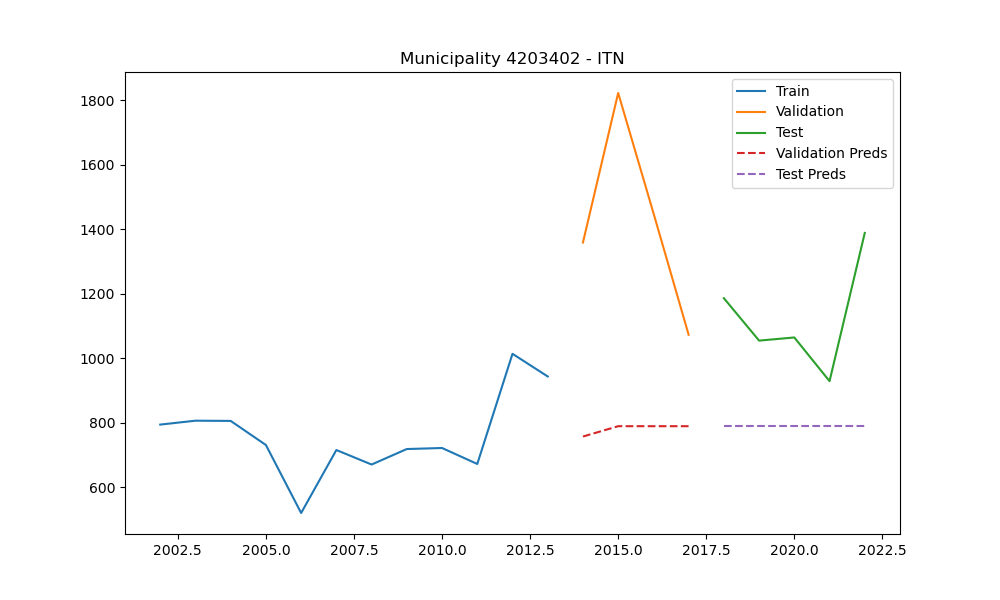 Municipality 4203402 - ITN
Train
Validation
Test
Validation Preds
Test Preds
1800
1600
1400
1200
1000
800
600
2002.5 2005.0 2007.5 2010.0 2012.5 2015.0 2017.5 2020.0 2022.5